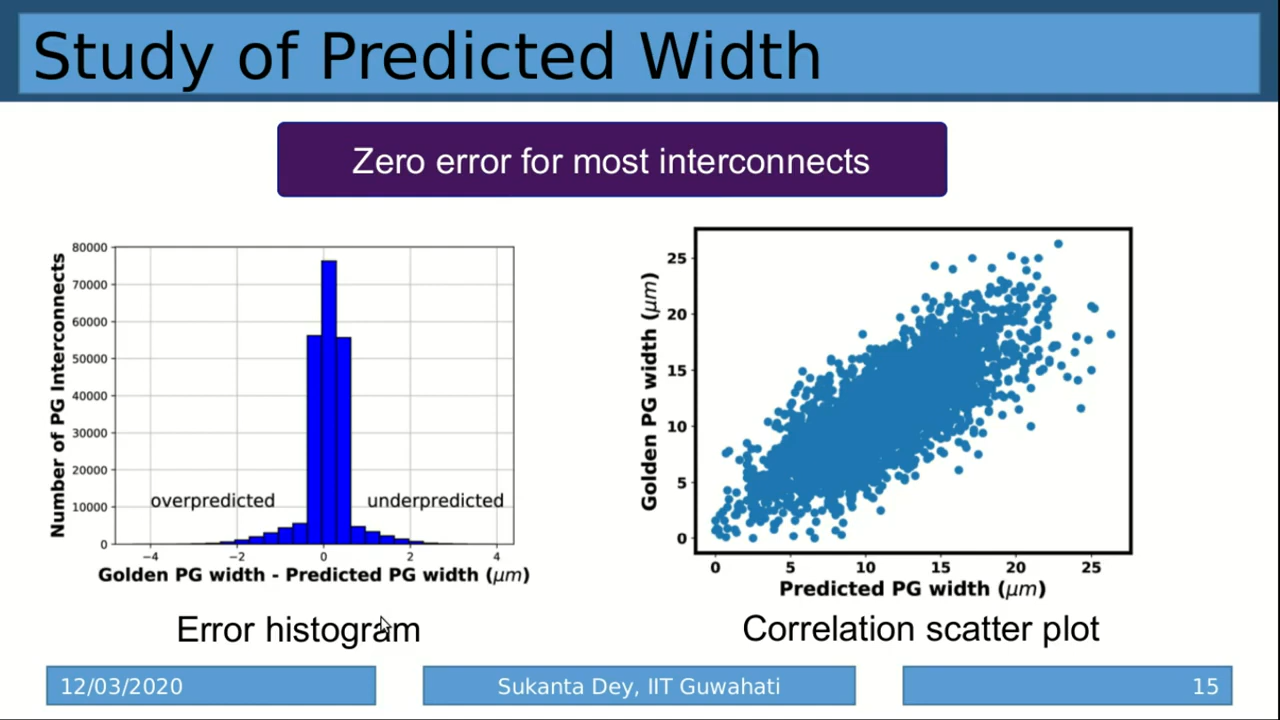 Study of Predicted Width
Zero error for most interconnects
80000
70000
60000
50000
40000
30000
20000
10000
0
Number of PG Interconnects
overpredicted
underpredicted
−4
−2
0
2
4
Golden PG width - Predicted PG width (μm)
Error histogram
25
20
15
10
5
0
Golden PG width (μm)
0
5
10
15
20
25
Predicted PG width (μm)
Correlation scatter plot
12/03/2020
Sukanta Dey, IIT Guwahati
15